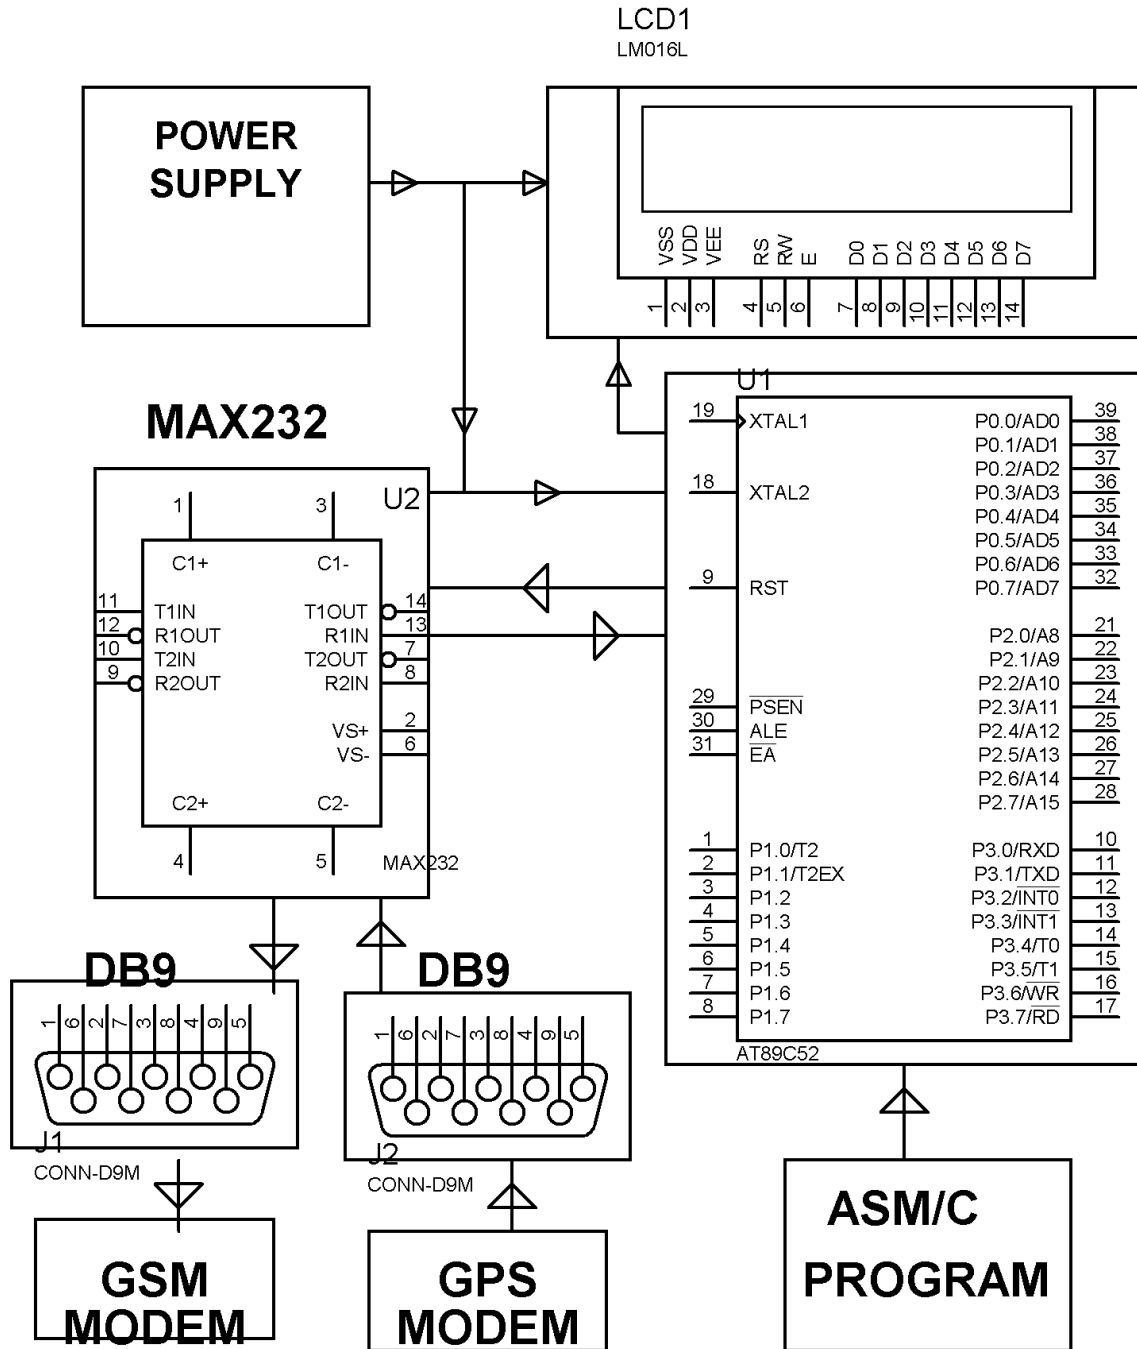 LCD1
LM016L
POWER
SUPPLY
VSS
VDD
VEE
RS
RW
E
D0
D1
D2
D3
D4
D5
D6
D7
1
2
3
4
5
6
7
8
9
10
11
12
13
14
MAX232
U2
1
3
C1+
C1-
11
T1IN
T1OUT
14
12
R1OUT
R1IN
13
10
T2IN
T2OUT
7
9
R2OUT
R2IN
8
VS+
2
VS-
6
C2+
C2-
4
5
MAX232
U1
19
XTAL1
P0.0/AD0
39
P0.1/AD1
38
P0.2/AD2
37
18
XTAL2
P0.3/AD3
36
P0.4/AD4
35
P0.5/AD5
34
P0.6/AD6
33
9
RST
P0.7/AD7
32
P2.0/A8
21
P2.1/A9
22
P2.2/A10
23
29
PSEN
P2.3/A11
24
30
ALE
P2.4/A12
25
31
EA
P2.5/A13
26
P2.6/A14
27
P2.7/A15
28
1
P1.0/T2
P3.0/RXD
10
2
P1.1/T2EX
P3.1/TXD
11
3
P1.2
P3.2/INT0
12
4
P1.3
P3.3/INT1
13
5
P1.4
P3.4/T0
14
6
P1.5
P3.5/T1
15
7
P1.6
P3.6/WR
16
8
P1.7
P3.7/RD
17
AT89C52
DB9
1
6
2
7
3
8
4
9
5
J1
CONN-D9M
DB9
1
6
2
7
3
8
4
9
5
J2
CONN-D9M
GSM
MODEM
GPS
MODEM
ASM/C
PROGRAM